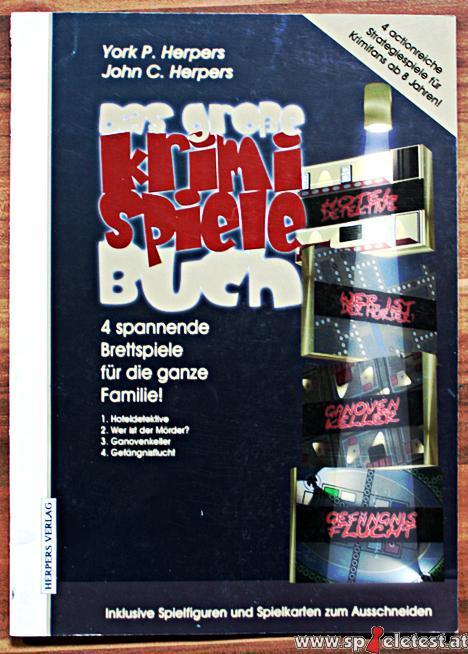 York P. Herpers
John C. Herpers
4 actionreiche
Strategiespiele für
Krimifans ab 8 Jahren!
Das große
Krimi
Spiele
Buch
HOTEL
DETEKTIVE
WER IST
DER MÖRDER?
GANOVEN
KELLER
GEFÄNGNIS
FLUCHT
4 spannende
Brettspiele
für die ganze
Familie!
1. Hoteldetektive
2. Wer ist der Mörder?
3. Ganovenkeller
4. Gefängnisflucht
HERPERS VERLAG
Inklusive Spielfiguren und Spielkarten zum Ausschneiden
www.spieletest.at